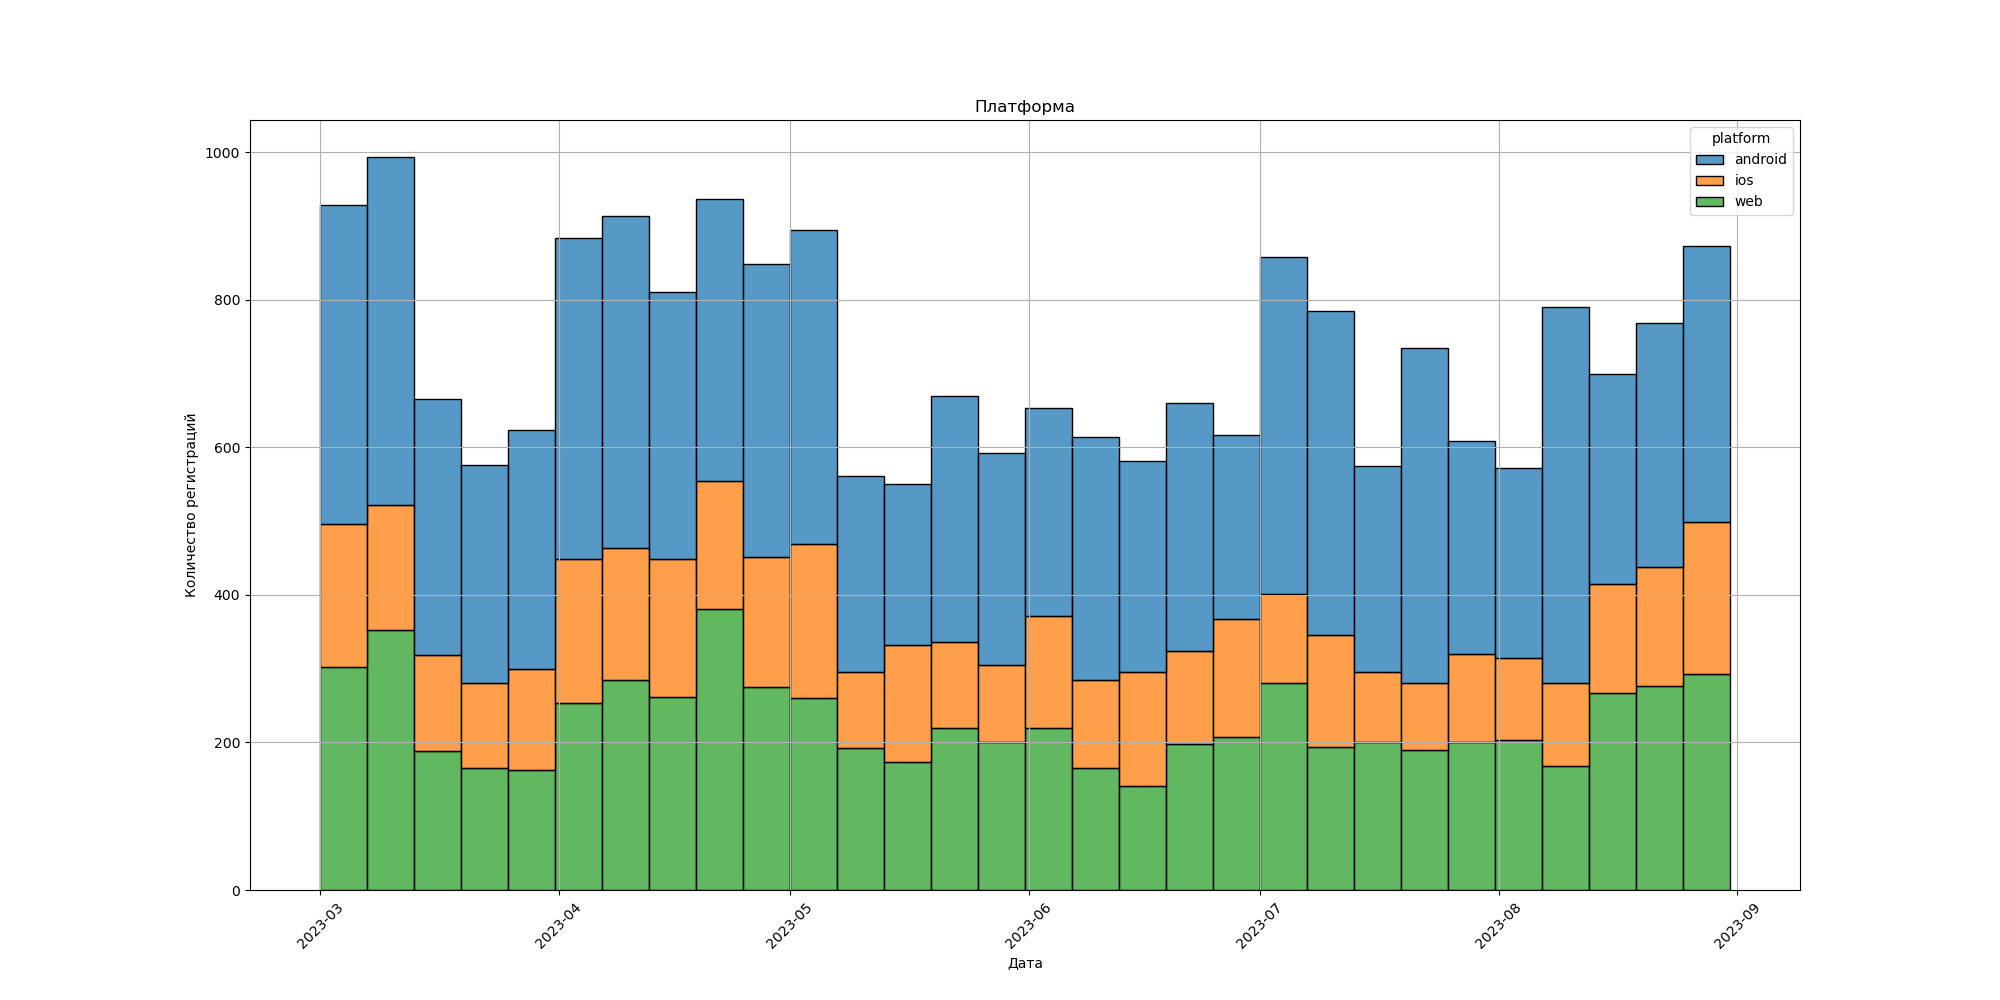 Платформа
platform
android
ios
web
Количество регистраций
1000
800
600
400
200
0
2023-03
2023-04
2023-05
2023-06
2023-07
2023-08
2023-09
Дата